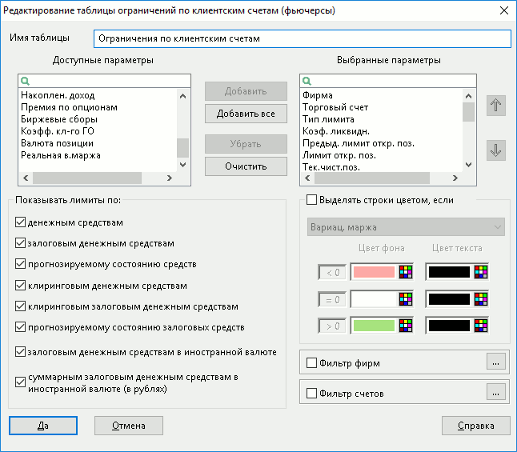 Редактирование таблицы ограничений по клиентским счетам (фьючерсы)
Имя таблицы
Ограничения по клиентским счетам
Доступные параметры
Накоплен. доход
Премия по опционам
Биржевые сборы
Коэфф. кл-го ГО
Валюта позиции
Реальная в.маржа
Добавить
Добавить все
Убрать
Очистить
Выбранные параметры
Фирма
Торговый счет
Тип лимита
Коэф. ликвидн.
Предыд. лимит откр. поз.
Лимит откр. поз.
Тек.чист.поз.
Показывать лимиты по:
денежным средствам
залоговым денежным средствам
прогнозируемому состоянию средств
клиринговым денежным средствам
клиринговым залоговым денежным средствам
прогнозируемому состоянию залоговых средств
залоговым денежным средствам в иностранной валюте
суммарным залоговым денежным средствам в
иностранной валюте (в рублях)
Выделять строки цветом, если
Вариац. маржа
Цвет фона Цвет текста
< 0
= 0
> 0
Фильтр фирм ...
Фильтр счетов ...
Да
Отмена
Справка